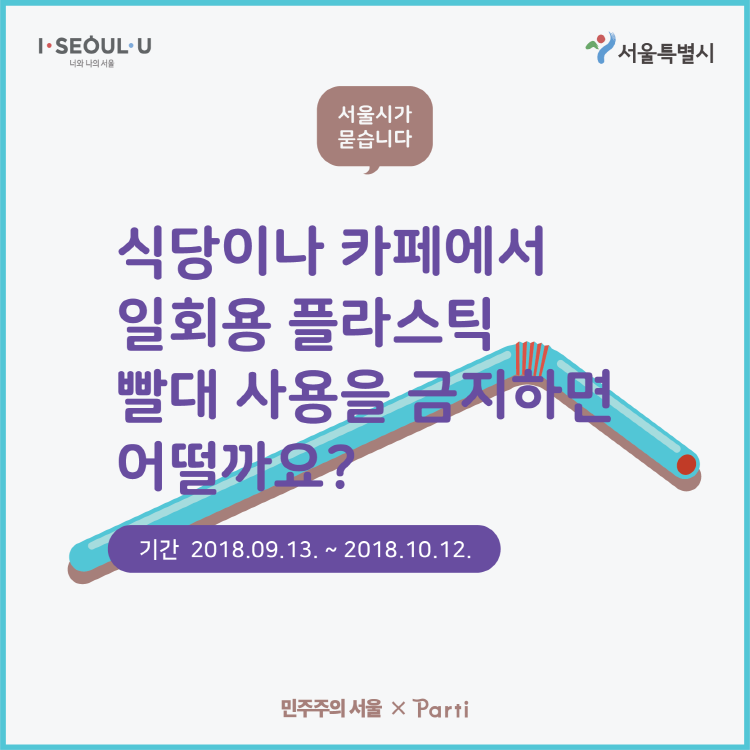 I·SEOUL·U
너와 나의 서울
서울특별시
서울시가
묻습니다
식당이나 카페에서
일회용 플라스틱
빨대 사용을 금지하면
어떨까요?
기간 2018.09.13. ~ 2018.10.12.
민주주의 서울 × Parti